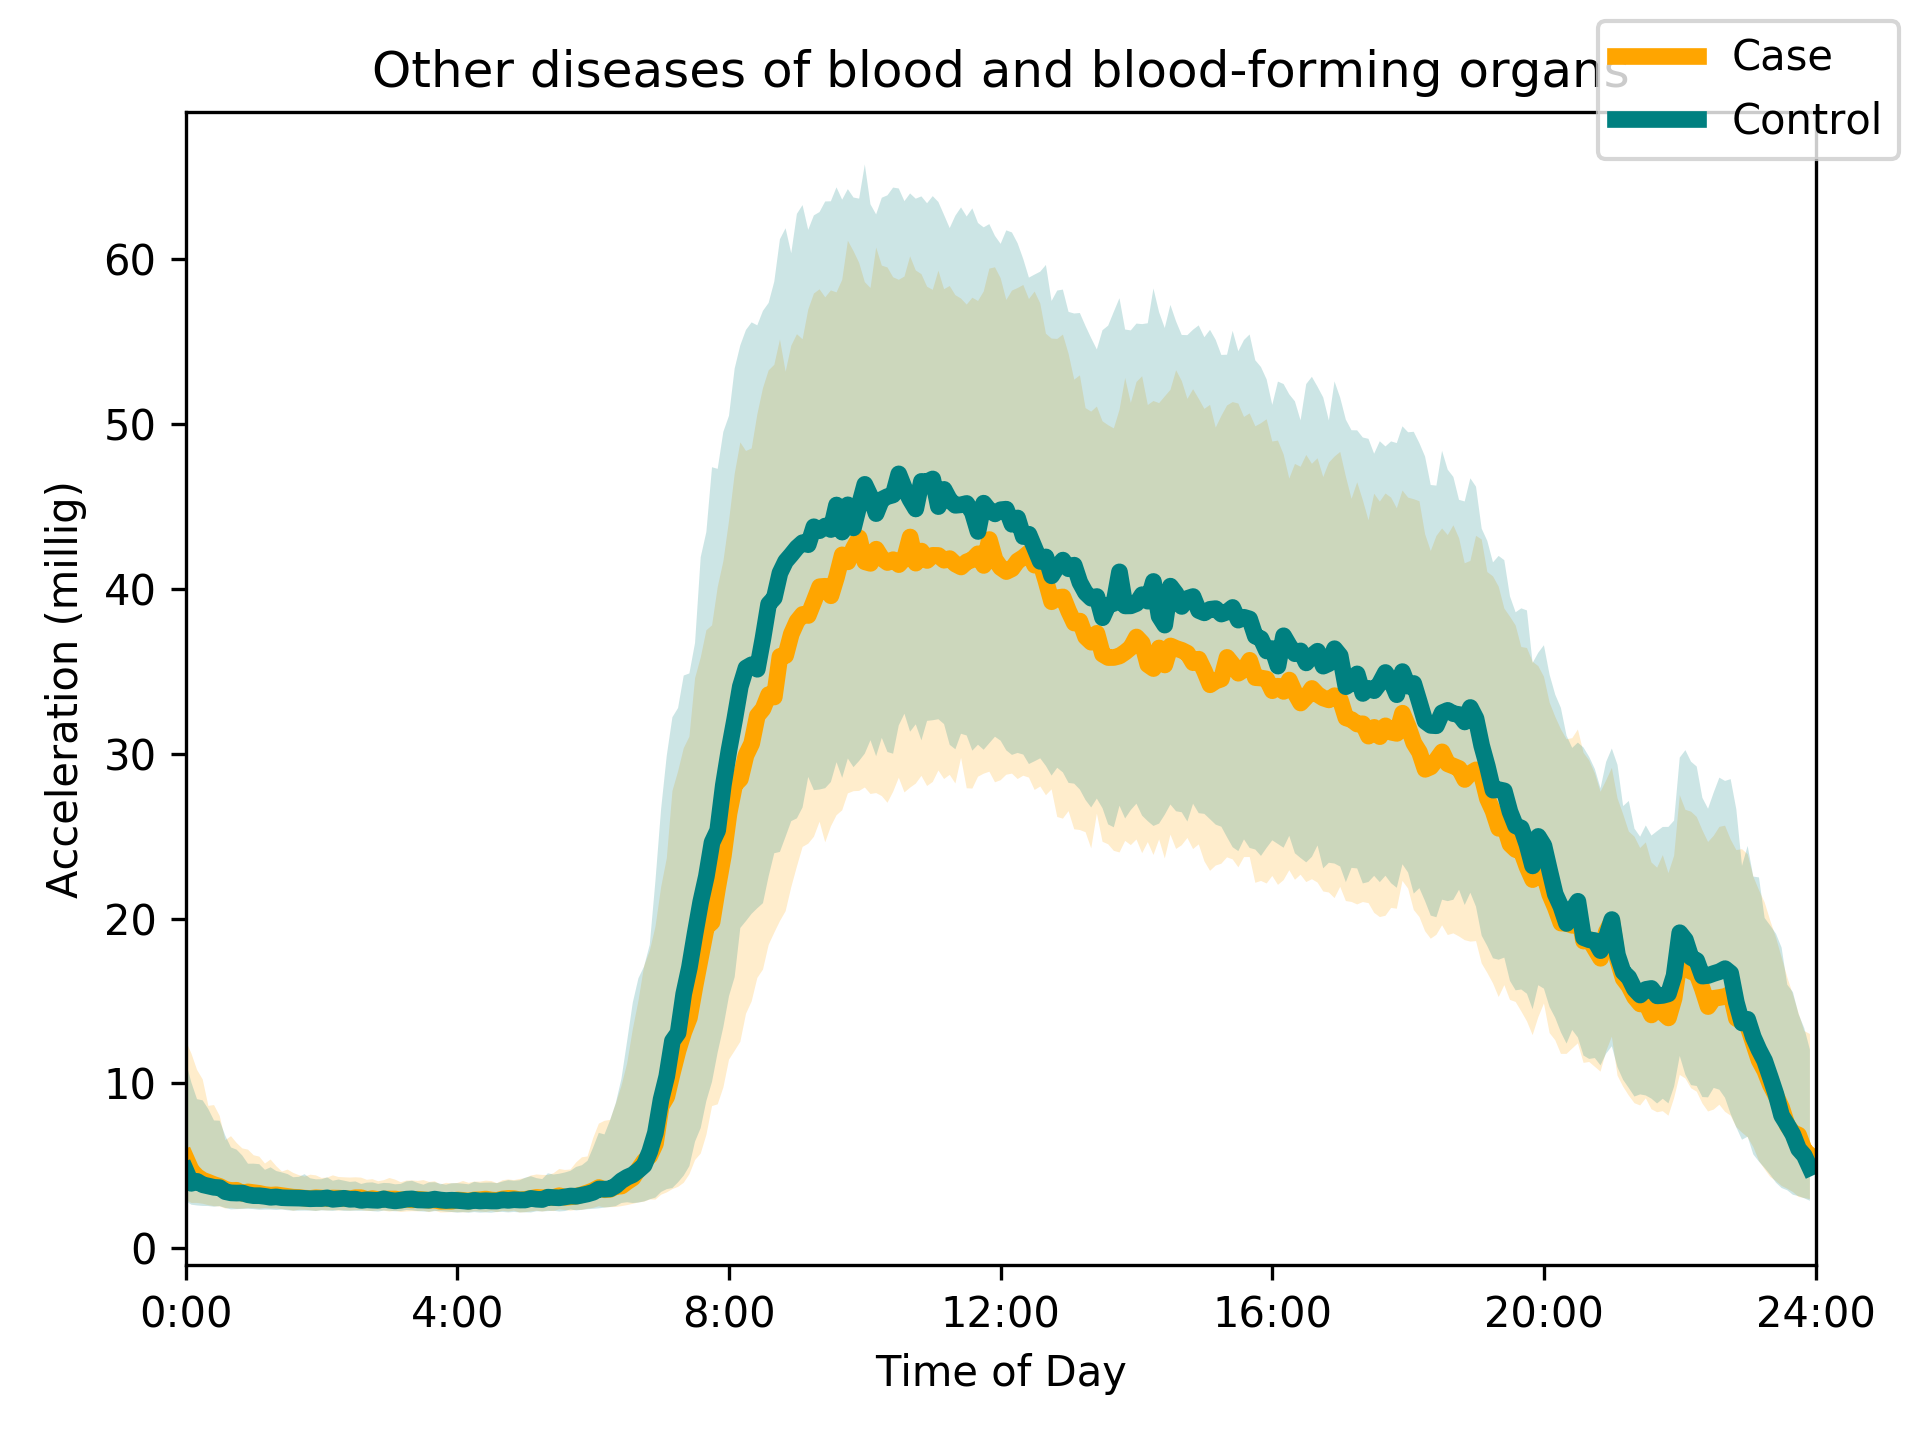 Other diseases of blood and blood-forming organs
Case
Control
60
50
40
30
20
10
0
Acceleration (millig)
0:00 4:00 8:00 12:00 16:00 20:00 24:00
Time of Day